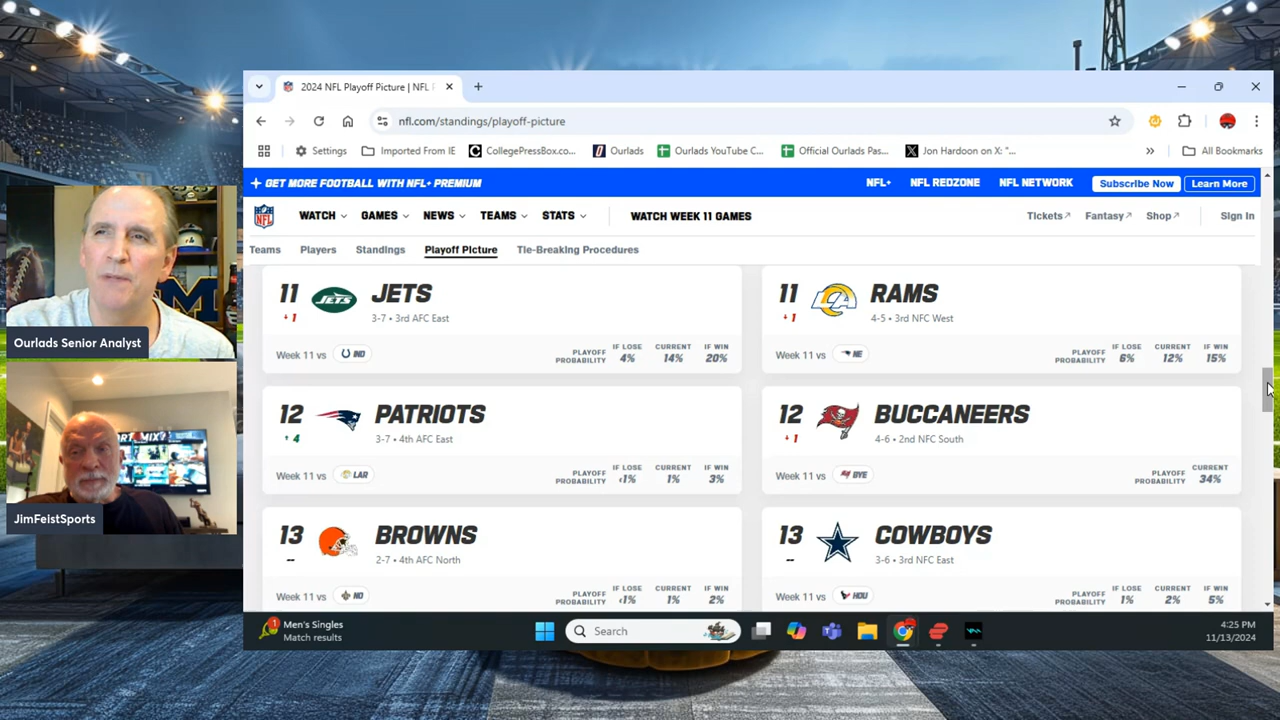 2024 NFL Playoff Picture | NFL
nfl.com/standings/playoff-picture
Settings
Imported From IE
CollegePressBox.co...
Ourlads
Ourlads YouTube C...
Official Ourlads Pas...
Jon Hardoon on X: "...
All Bookmarks
GET MORE FOOTBALL WITH NFL+ PREMIUM
NFL+
NFL REDZONE
NFL NETWORK
Subscribe Now
Learn More
NFL
WATCH
GAMES
NEWS
TEAMS
STATS
WATCH WEEK 11 GAMES
Tickets
Fantasy
Shop
Sign In
Teams
Players
Standings
Playoff Picture
Tie-Breaking Procedures
11
1
JETS
JETS
3-7 • 3rd AFC East
Week 11 vs IND
PLAYOFF PROBABILITY
IF LOSE CURRENT IF WIN
4% 14% 20%
11
1
RAMS
4-5 • 3rd NFC West
Week 11 vs NE
PLAYOFF PROBABILITY
IF LOSE CURRENT IF WIN
6% 12% 15%
12
4
PATRIOTS
3-7 • 4th AFC East
Week 11 vs LAR
PLAYOFF PROBABILITY
IF LOSE CURRENT IF WIN
<1% 1% 3%
12
1
BUCCANEERS
4-6 • 2nd NFC South
Week 11 vs BYE
PLAYOFF PROBABILITY
CURRENT
34%
13
--
BROWNS
2-7 • 4th AFC North
Week 11 vs NO
PLAYOFF PROBABILITY
IF LOSE CURRENT IF WIN
<1% 1% 2%
13
--
COWBOYS
3-6 • 3rd NFC East
Week 11 vs HOU
PLAYOFF PROBABILITY
IF LOSE CURRENT IF WIN
1% 2% 5%
Ourlads Senior Analyst
JimFeistSports
1
Men's Singles
Match results
Search
4:25 PM
11/13/2024